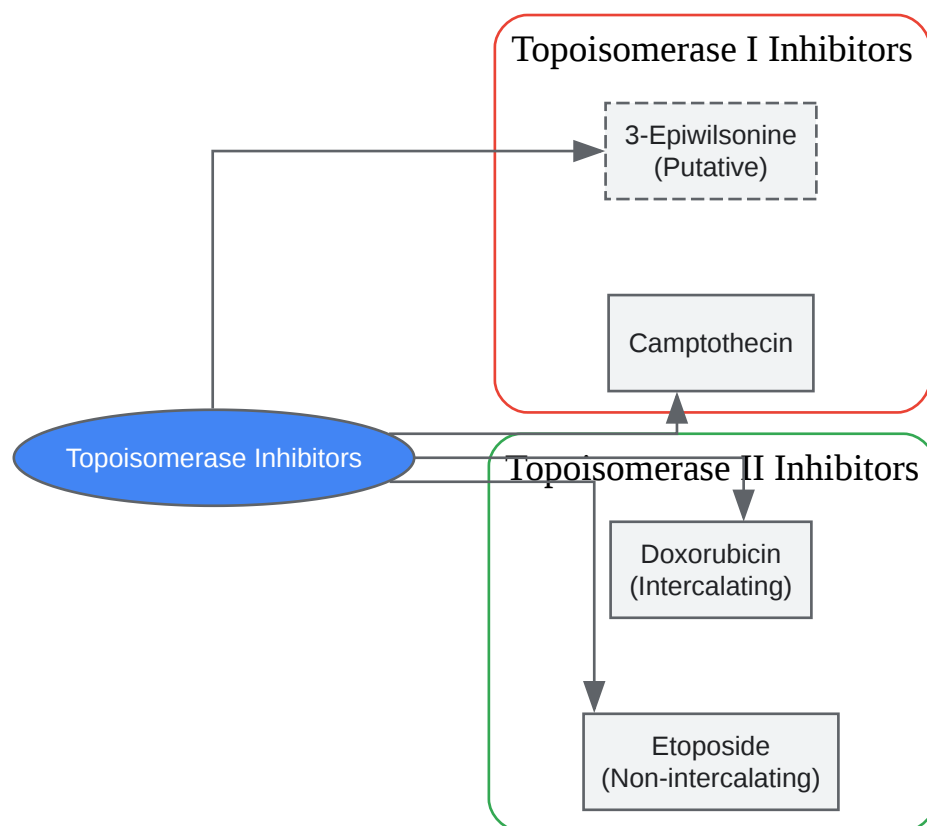 Topoisomerase I Inhibitors
3-Epiwilsonine
(Putative)
Camptothecin
Topoisomerase Inhibitors
Topoisomerase II Inhibitors
Doxorubicin
(Intercalating)
Etoposide
(Non-intercalating)